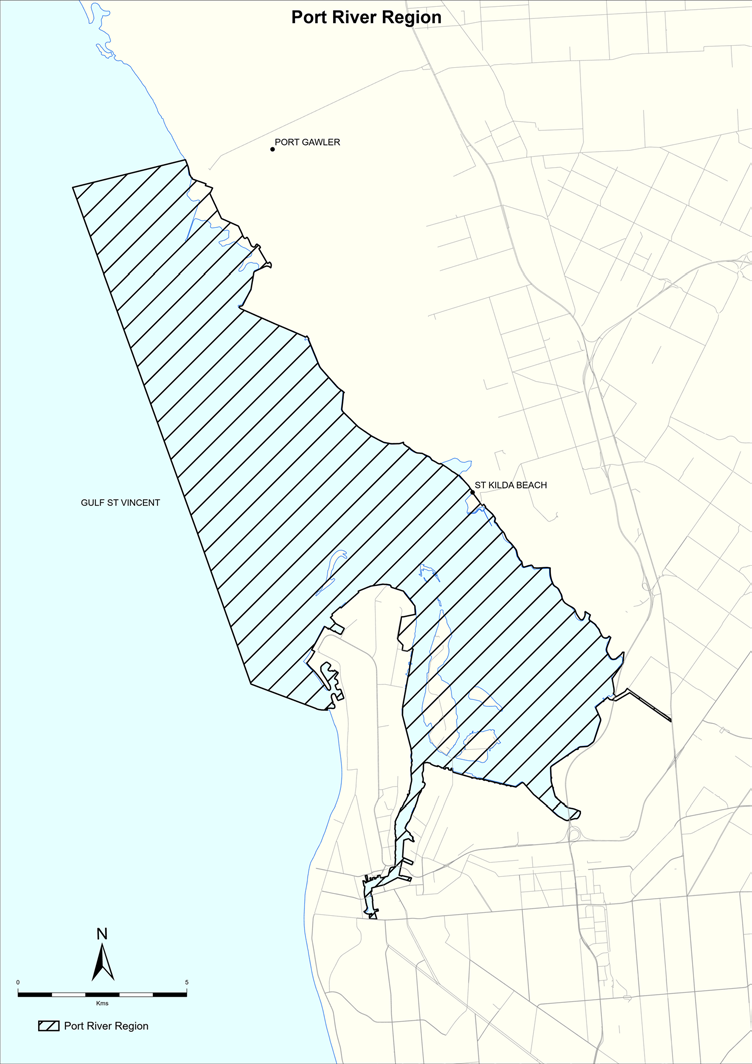 Port River Region
PORT GAWLER
ST KILDA BEACH
GULF ST VINCENT
N
0 5
Kms
Port River Region